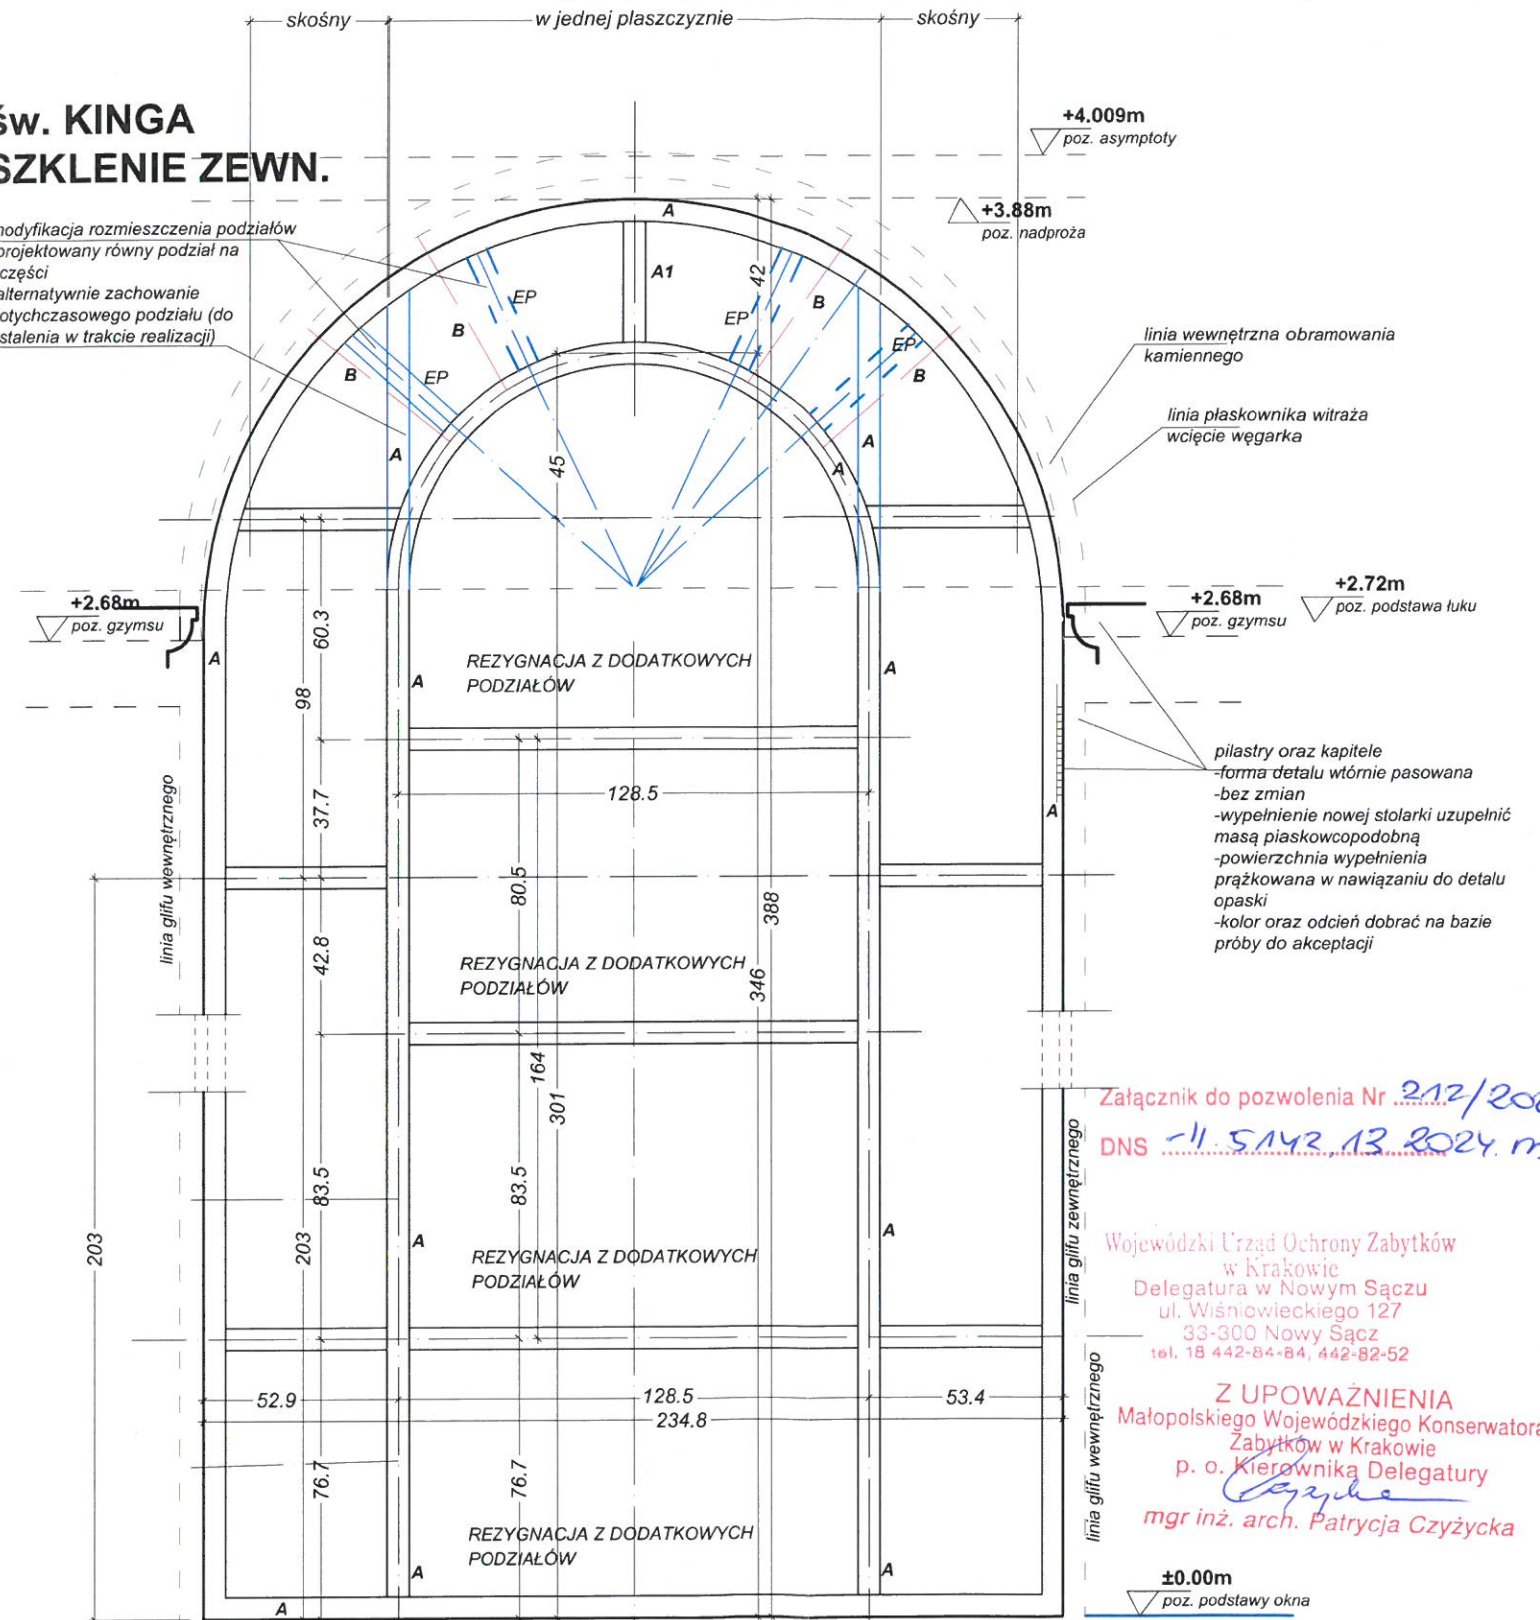 skośny
w jednej plaszczyznie
skośny
św. KINGA
SZKLENIE ZEWN.
+4.009m
poz. asymptoty
+3.88m
poz. nadproża
modyfikacja rozmieszczenia podziałów
projektowany równy podział na
części
alternatywnie zachowanie
dotychczasowego podziału (do
ustalenia w trakcie realizacji)
A
A1
42
EP
B
EP
B
B
EP
EP
B
A
A
A
45
linia wewnętrzna obramowania
kamiennego
linia płaskownika witraża
wcięcie węgarka
+2.68m
poz. gzymsu
+2.68m
poz. gzymsu
+2.72m
poz. podstawa łuku
A
A
A
60.3
98
REZYGNACJA Z DODATKOWYCH
PODZIAŁÓW
128.5
37.7
80.5
388
A
linia glifu wewnętrznego
pilastry oraz kapitele
-forma detalu wtórnie pasowana
-bez zmian
-wypełnienie nowej stolarki uzupełnić
masą piaskowcopodobną
-powierzchnia wypełnienia
prążkowana w nawiązaniu do detalu
opaski
-kolor oraz odcień dobrać na bazie
próby do akceptacji
42.8
REZYGNACJA Z DODATKOWYCH
PODZIAŁÓW
346
164
301
203
203
83.5
83.5
A
A
REZYGNACJA Z DODATKOWYCH
PODZIAŁÓW
linia glifu zewnętrznego
Załącznik do pozwolenia Nr 212/202
DNS -II.5142.13.2024.
Wojewódzki Urząd Ochrony Zabytków
w Krakowie
Delegatura w Nowym Sączu
ul. Wiśniowieckiego 127
33-300 Nowy Sącz
tel. 18 442-84-84, 442-82-52
52.9
128.5
53.4
234.8
linia glifu wewnętrznego
Z UPOWAŻNIENIA
Małopolskiego Wojewódzkiego Konserwatora
Zabytków w Krakowie
p. o. Kierownika Delegatury
mgr inż. arch. Patrycja Czyżycka
76.7
76.7
REZYGNACJA Z DODATKOWYCH
PODZIAŁÓW
A
A
A
±0.00m
poz. podstawy okna